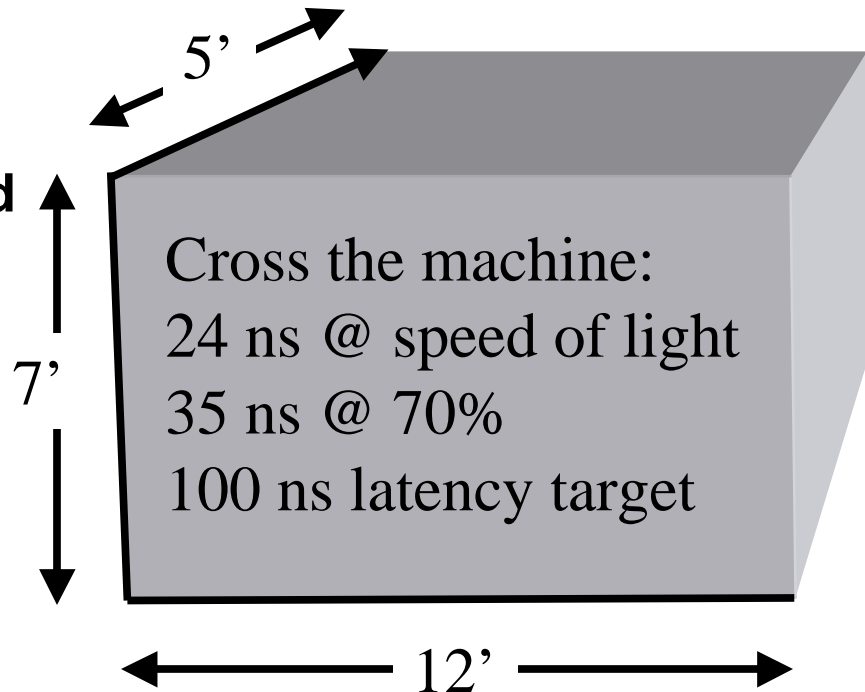 5’
d
Cross the machine:
24 ns @ speed of light
35 ns @ 70%
7’
100 ns latency target
12’